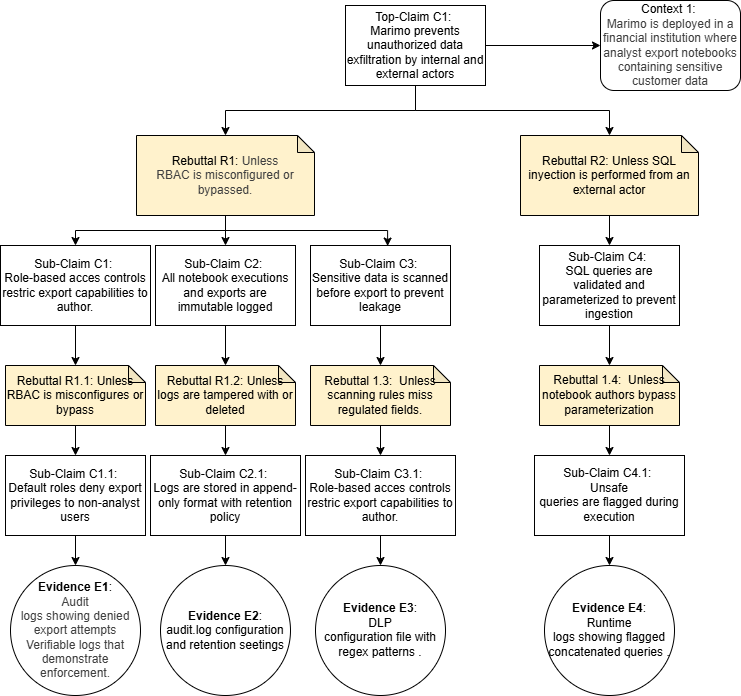 Top-Claim C1:
Marimo prevents
unauthorized data
exfiltration by internal and
external actors
Context 1:
Marimo is deployed in a
financial institution where
analyst export notebooks
containing sensitive
customer data
Rebuttal R1: Unless
RBAC is misconfigured or
bypassed.
Rebuttal R2: Unless SQL
inyection is performed from an
external actor
Sub-Claim C1:
Role-based acces controls
restric export capabilities to
author.
Sub-Claim C2:
All notebook executions
and exports are
immutable logged
Sub-Claim C3:
Sensitive data is scanned
before export to prevent
leakage
Sub-Claim C4:
SQL queries are
validated and
parameterized to prevent
ingestion
Rebuttal R1.1: Unless
RBAC is misconfigures or
bypass
Rebuttal R1.2: Unless
logs are tampered with or
deleted
Rebuttal 1.3: Unless
scanning rules miss
regulated fields.
Rebuttal 1.4: Unless
notebook authors bypass
parameterization
Sub-Claim C1.1:
Default roles deny export
privileges to non-analyst
users
Sub-Claim C2.1:
Logs are stored in append-
only format with retention
policy
Sub-Claim C3.1:
Role-based acces controls
restric export capability to
author.
Sub-Claim C4.1:
Unsafe
queries are flagged during
execution
Evidence E1:
Audit
logs showing denied
export attempts
Verifiable logs that
demonstrate
enforcement.
Evidence E2:
audit.log configuration
and retention seetings
Evidence E3:
DLP
configuration file with
regex patterns .
Evidence E4:
Runtime
logs showing flagged
concatenated queries .